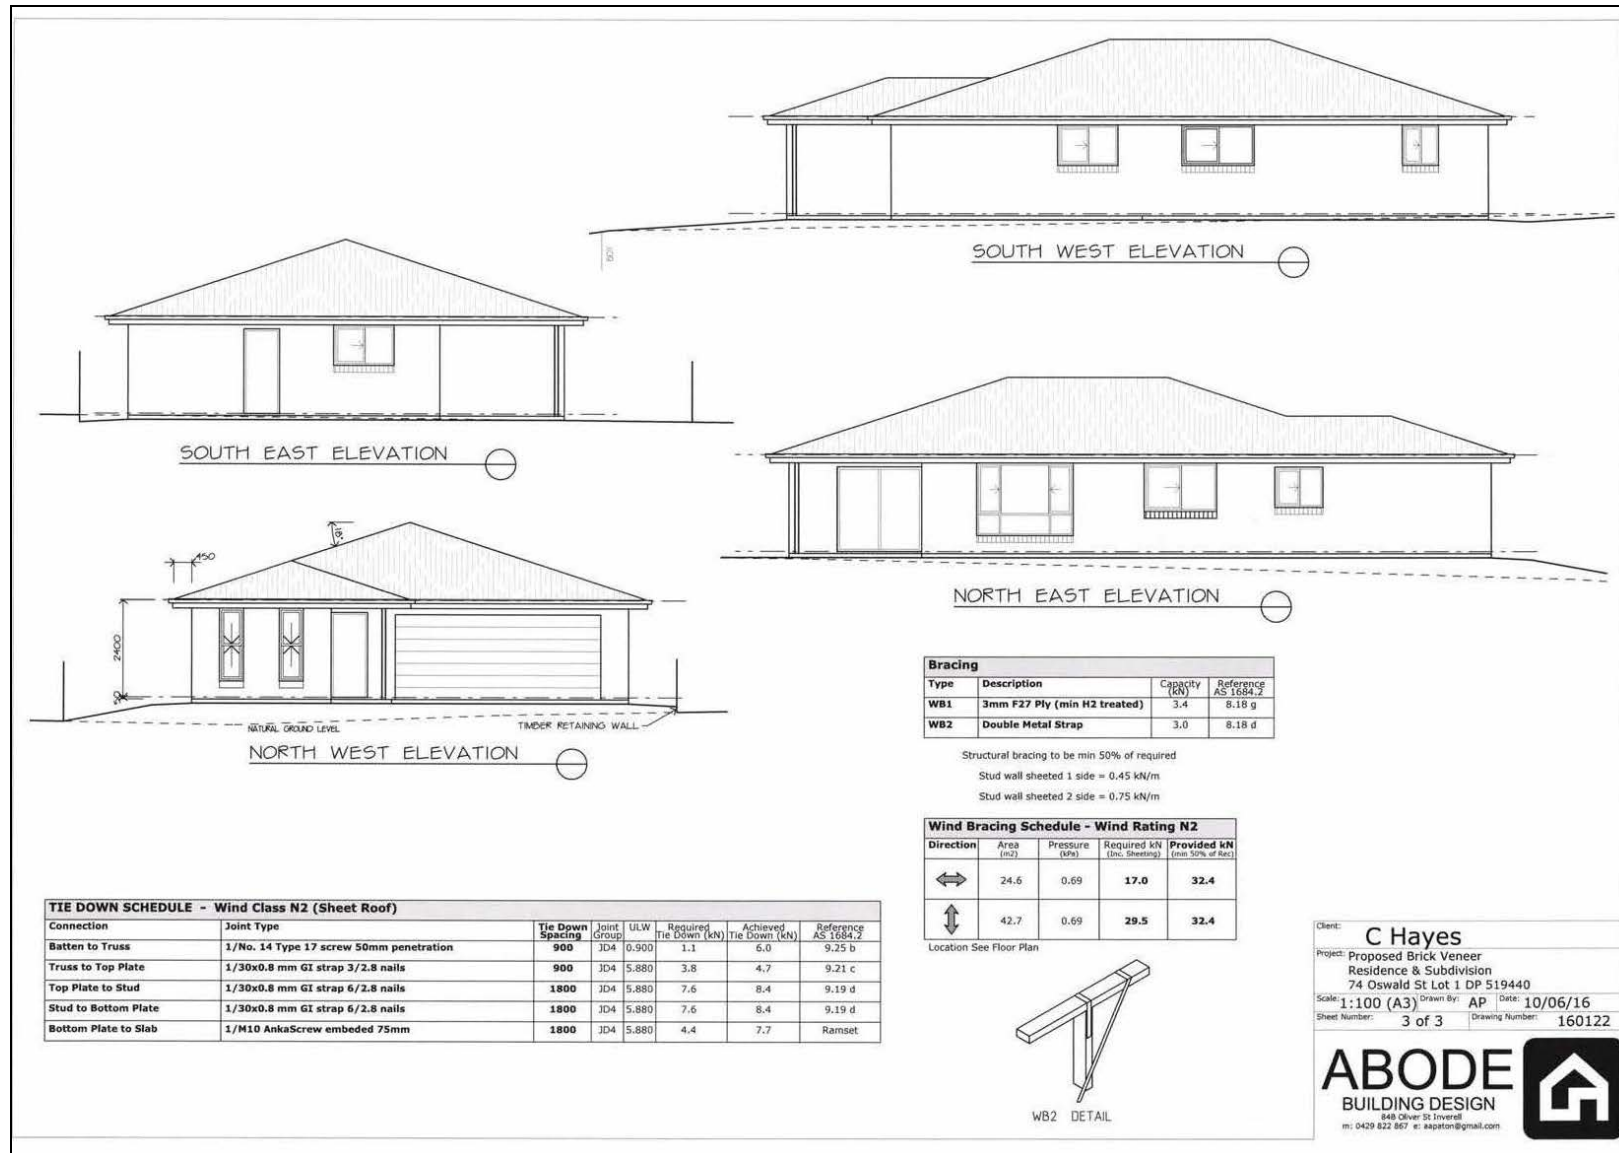 SOUTH WEST ELEVATION
SOUTH EAST ELEVATION
NORTH EAST ELEVATION
450
2400
50
NATURAL GROUND LEVEL
TIMBER RETAINING WALL
NORTH WEST ELEVATION
Bracing
Type Description Capacity (kN) Reference AS 1684.2
WB1 3mm F27 Ply (min H2 treated) 3.4 8.18 g
WB2 Double Metal Strap 3.0 8.18 d
Structural bracing to be min 50% of required
Stud wall sheeted 1 side = 0.45 kN/m
Stud wall sheeted 2 side = 0.75 kN/m
Wind Bracing Schedule - Wind Rating N2
Direction Area (m2) Pressure (kPa) Required kN (Inc. Sheeting) Provided kN (min 50% of Rec)
24.6 0.69 17.0 32.4
42.7 0.69 29.5 32.4
Location See Floor Plan
WB2 DETAIL
TIE DOWN SCHEDULE - Wind Class N2 (Sheet Roof)
Connection Joint Type Tie Down Spacing Joint Group ULW Required Tie Down (kN) Achieved Tie Down (kN) Reference AS 1684.2
Batten to Truss 1/No. 14 Type 17 screw 50mm penetration 900 JD4 0.900 1.1 6.0 9.25 b
Truss to Top Plate 1/30x0.8 mm GI strap 3/2.8 nails 900 JD4 5.880 3.8 4.7 9.21 c
Top Plate to Stud 1/30x0.8 mm GI strap 6/2.8 nails 1800 JD4 5.880 7.6 8.4 9.19 d
Stud to Bottom Plate 1/30x0.8 mm GI strap 6/2.8 nails 1800 JD4 5.880 7.6 8.4 9.19 d
Bottom Plate to Slab 1/M10 AnkaScrew embeded 75mm 1800 JD4 5.880 4.4 7.7 Ramset
Client: C Hayes
Project: Proposed Brick Veneer
Residence & Subdivision
74 Oswald St Lot 1 DP 519440
Scale: 1:100 (A3) Drawn By: AP Date: 10/06/16
Sheet Number: 3 of 3 Drawing Number: 160122
ABODE
BUILDING DESIGN
84B Oliver St Inverell
m: 0429 822 867 e: aapaton@gmail.com